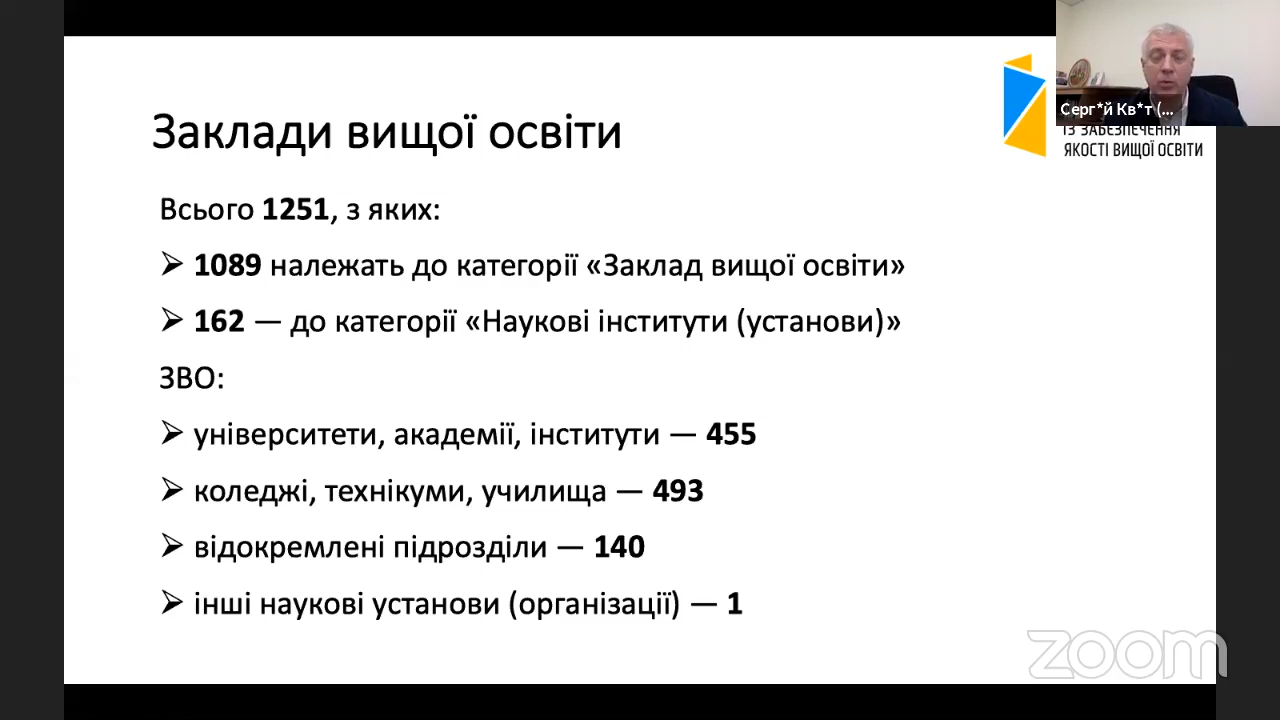 Заклади вищої освіти
Серг*й Кв*т (...
ІЗ ЗАБЕЗПЕЧЕННЯ
ЯКОСТІ ВИЩОЇ ОСВІТИ
Всього 1251, з яких:
➢ 1089 належать до категорії «Заклад вищої освіти»
➢ 162 — до категорії «Наукові інститути (установи)»
ЗВО:
➢ університети, академії, інститути — 455
➢ коледжі, технікуми, училища — 493
➢ відокремлені підрозділи — 140
➢ інші наукові установи (організації) — 1
zoom